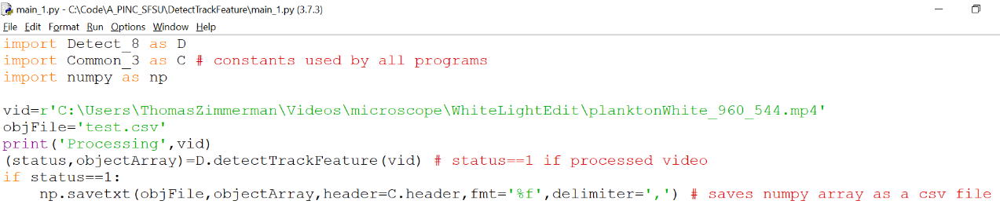 main_1.py - C:\Code\A_PINC_SFSU\DetectTrackFeature\main_1.py (3.7.3)
File Edit Format Run Options Window Help
import Detect_8 as D
import Common_3 as C # constants used by all programs
import numpy as np
vid=r'C:\Users\ThomasZimmerman\Videos\microscope\WhiteLightEdit\planktonWhite_960_544.mp4'
objFile='test.csv'
print('Processing',vid)
(status,objectArray)=D.detectTrackFeature(vid) # status==1 if processed video
if status==1:
    np.savetxt(objFile,objectArray,header=C.header,fmt='%f',delimiter=',') # saves numpy array as a csv file